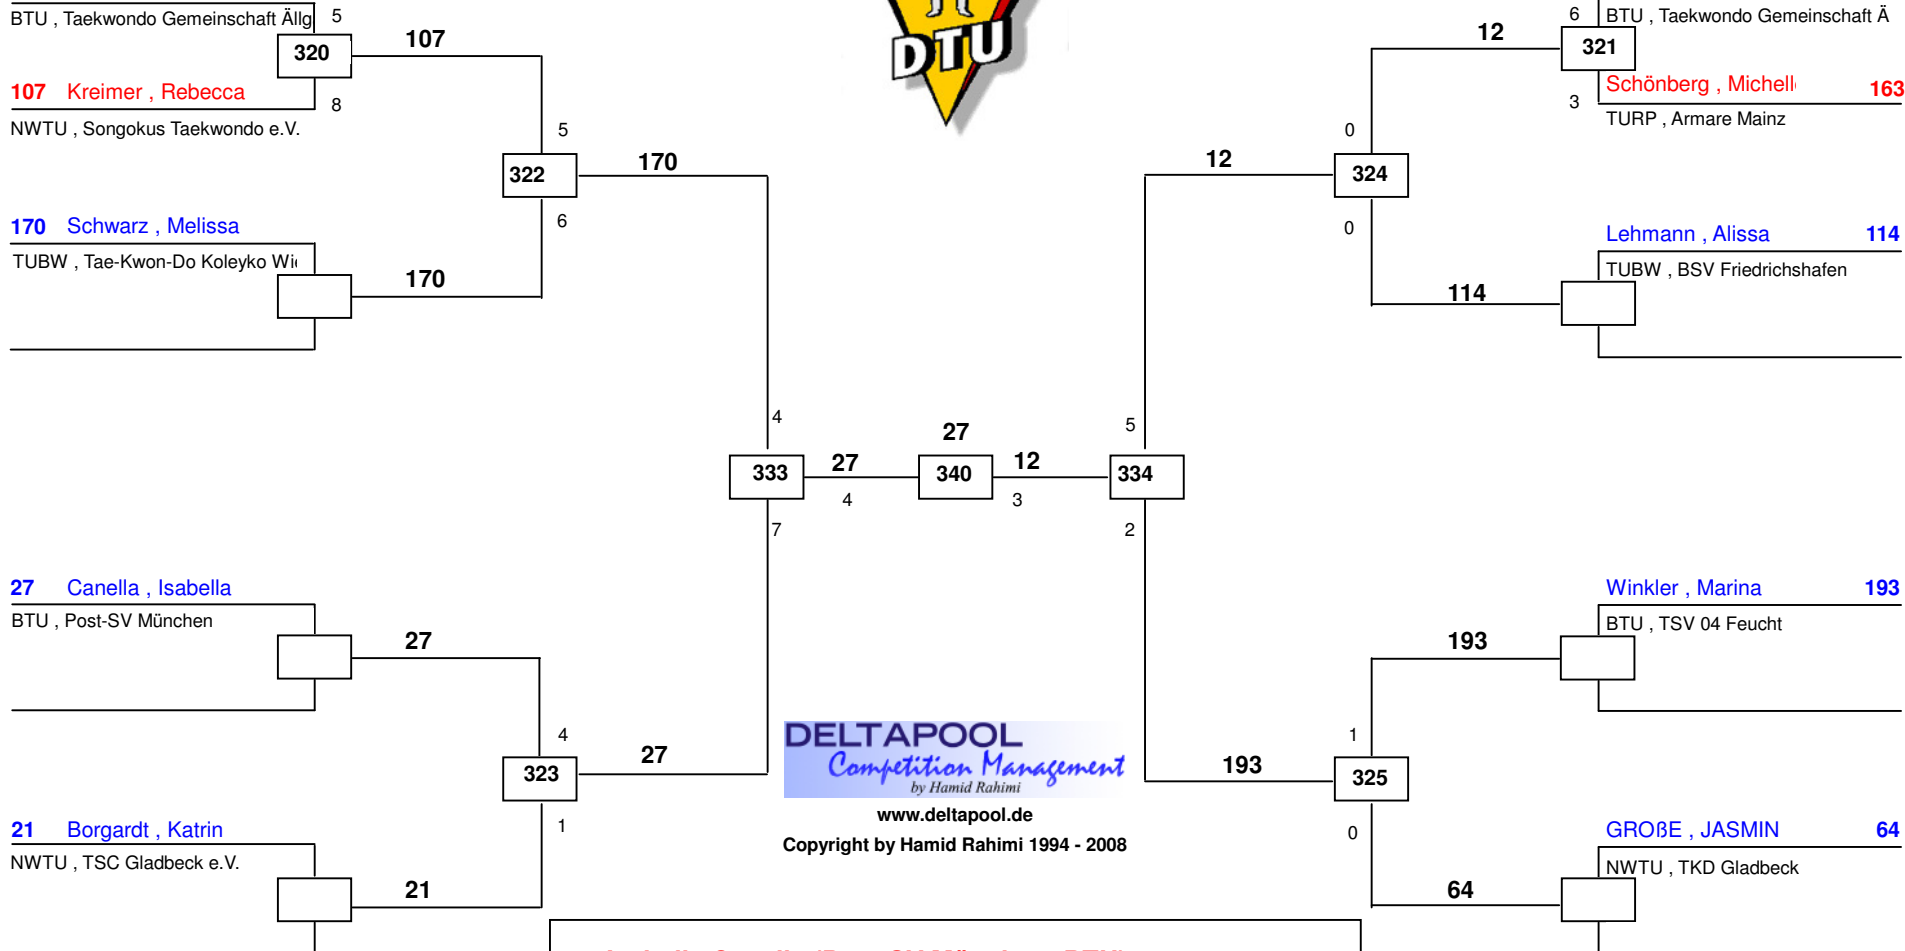 BTU , Taekwondo Gemeinschaft Ällg
5
320
107
107 Kreimer , Rebecca
8
NWTU , Songokus Taekwondo e.V.
5
322
170
6
170 Schwarz , Melissa
TUBW , Tae-Kwon-Do Koleyko Wie
170
4
333
27
4
7
27
340
12
3
27 Canella , Isabella
BTU , Post-SV München
27
4
323
27
1
21 Borgardt , Katrin
NWTU , TSC Gladbeck e.V.
21
DTU
DELTAPOOL
Competition Management
by Hamid Rahimi
www.deltapool.de
Copyright by Hamid Rahimi 1994 - 2008
6
BTU , Taekwondo Gemeinschaft Ä
12
321
Schönberg , Michell 163
3
TURP , Armare Mainz
0
12
324
0
Lehmann , Alissa 114
TUBW , BSV Friedrichshafen
114
5
334
2
Winkler , Marina 193
BTU , TSV 04 Feucht
193
1
193
325
0
GROßE , JASMIN 64
NWTU , TKD Gladbeck
64